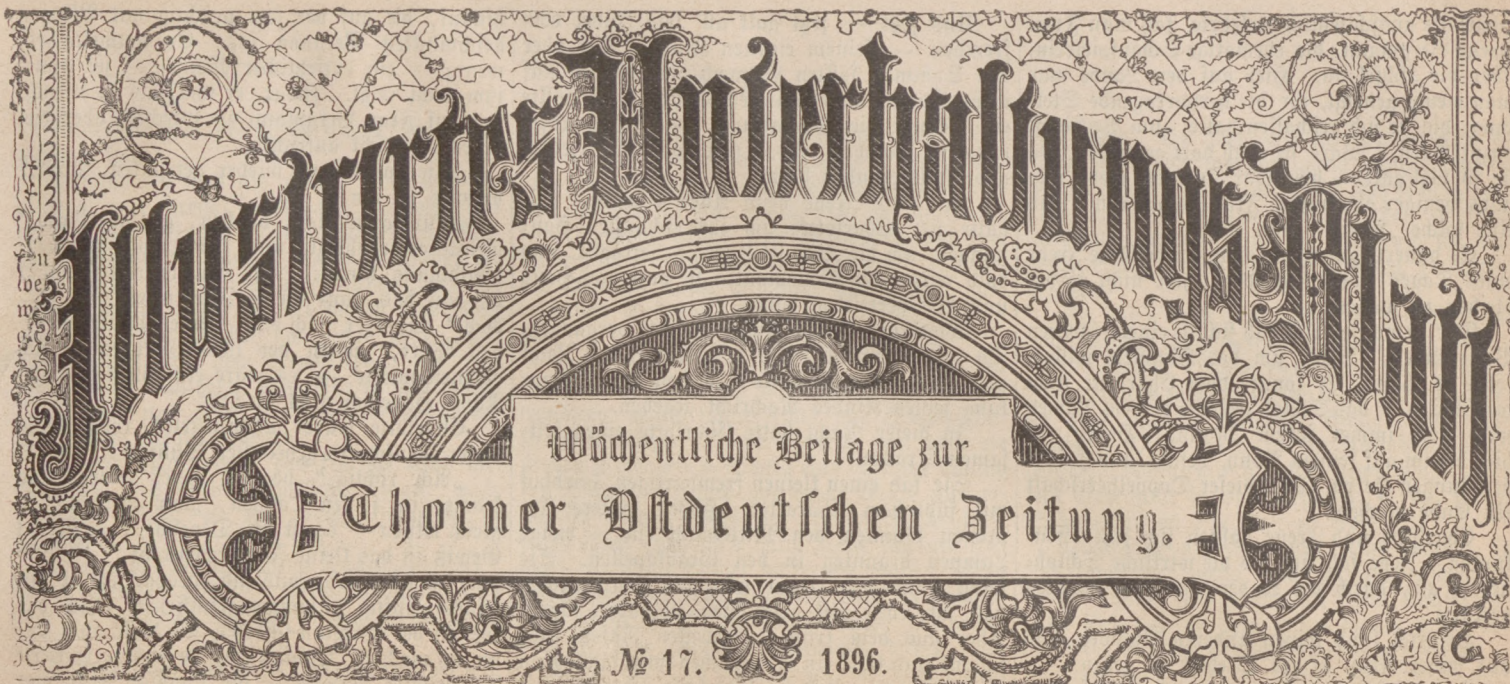 Illustrirtes Unterhaltungs-Blatt
Wöchentliche Beilage zur
Thorner Ostdeutschen Zeitung.
№ 17. 1896.